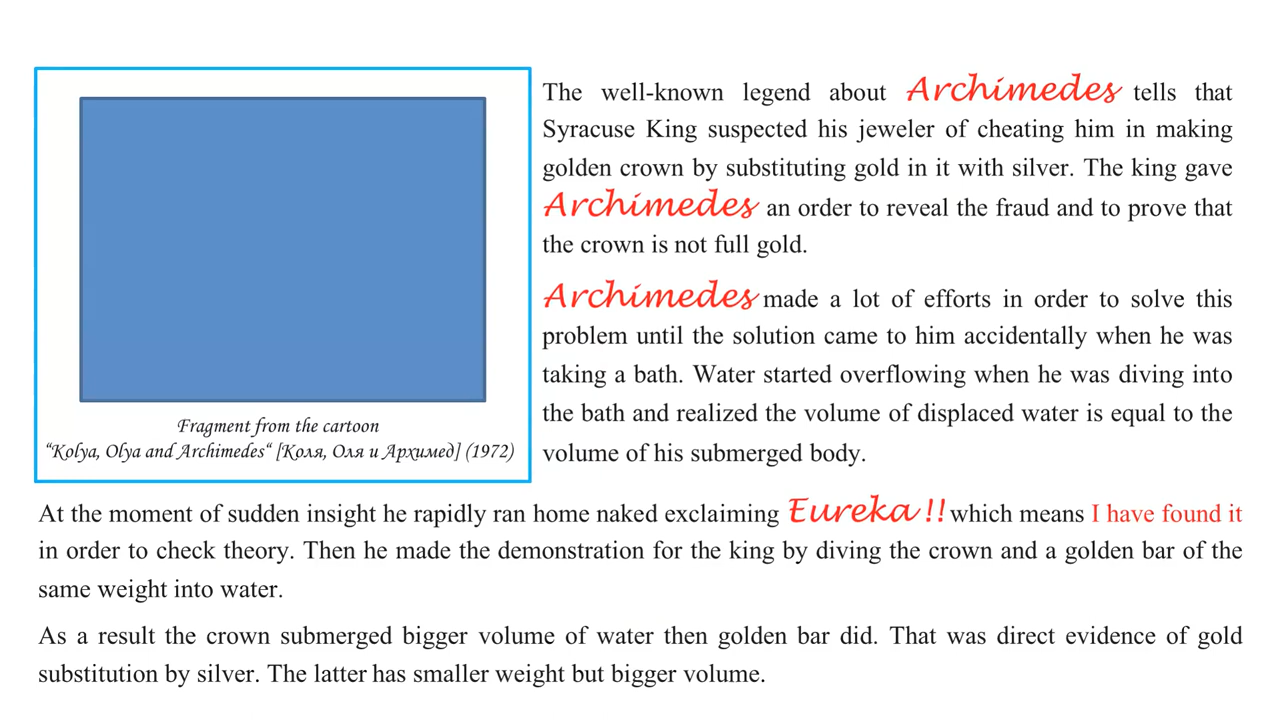 The well-known legend about Archimedes tells that
Syracuse King suspected his jeweler of cheating him in making
golden crown by substituting gold in it with silver. The king gave
Archimedes an order to reveal the fraud and to prove that
the crown is not full gold.
Archimedes made a lot of efforts in order to solve this
problem until the solution came to him accidentally when he was
taking a bath. Water started overflowing when he was diving into
the bath and realized the volume of displaced water is equal to the
volume of his submerged body.
Fragment from the cartoon
“Kolya, Olya and Archimedes“ [Коля, Оля и Архимед] (1972)
At the moment of sudden insight he rapidly ran home naked exclaiming Eureka !! which means I have found it
in order to check theory. Then he made the demonstration for the king by diving the crown and a golden bar of the
same weight into water.
As a result the crown submerged bigger volume of water then golden bar did. That was direct evidence of gold
substitution by silver. The latter has smaller weight but bigger volume.